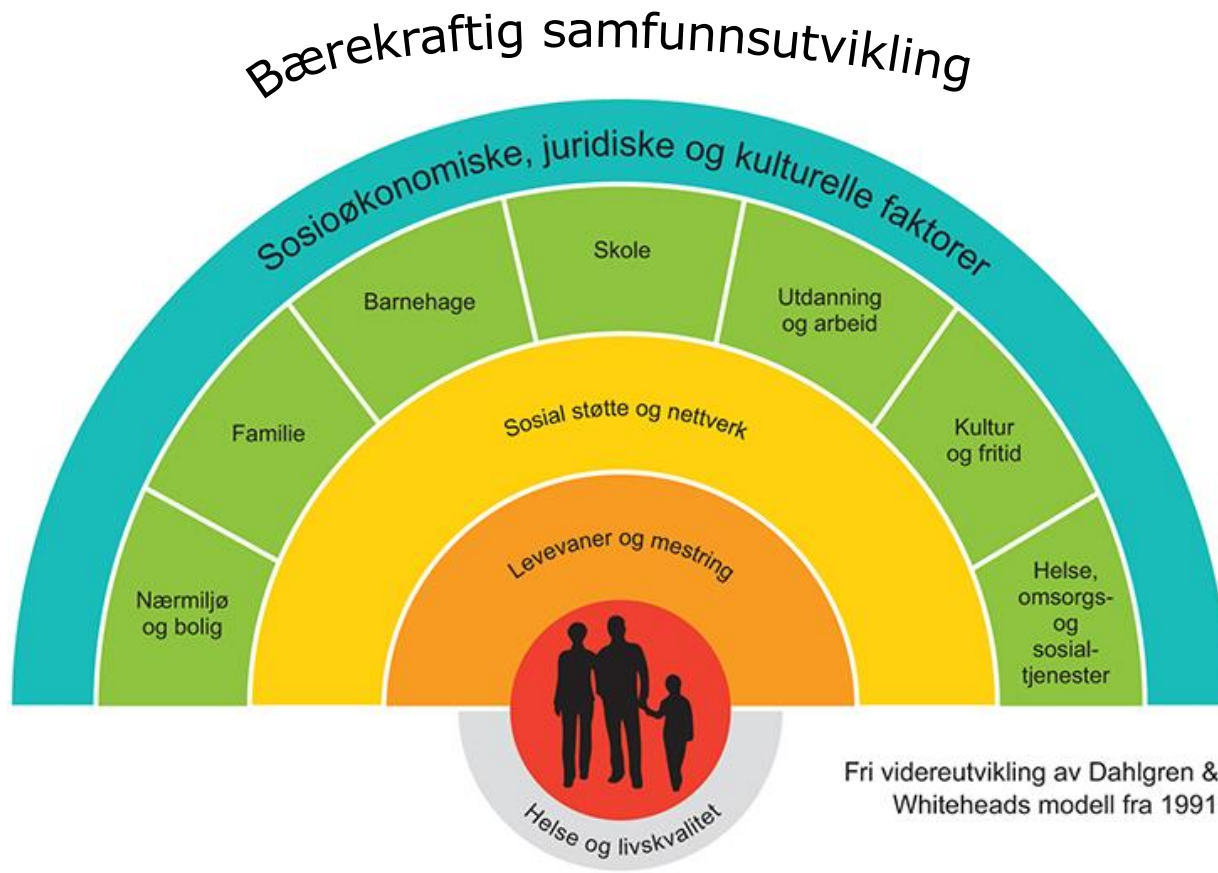 Bærekraftig samfunnsutvikling
Sosioøkonomiske, juridiske og kulturelle faktorer
Skole
Barnehage
Utdanning
og arbeid
Familie
Kultur
og fritid
Nærmiljø
og bolig
Helse,
omsorgs-
og
sosial-
tjenester
Sosial støtte og nettverk
Levevaner og mestring
Helse og livskvalitet
Fri videreutvikling av Dahlgren &
Whiteheads modell fra 1991